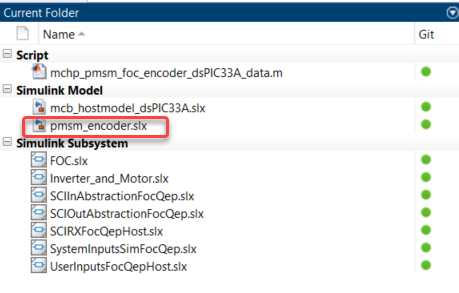 Current Folder
Name Git
Script
mchp_pmsm_foc_encoder_dsPIC33A_data.m
Simulink Model
mcb_hostmodel_dsPIC33A.slx
pmsm_encoder.slx
Simulink Subsystem
FOC.slx
Inverter_and_Motor.slx
SCIInAbstractionFocQep.slx
SCIOutAbstractionFocQep.slx
SCIRXFocQepHost.slx
SystemInputsSimFocQep.slx
UserInputsFocQepHost.slx